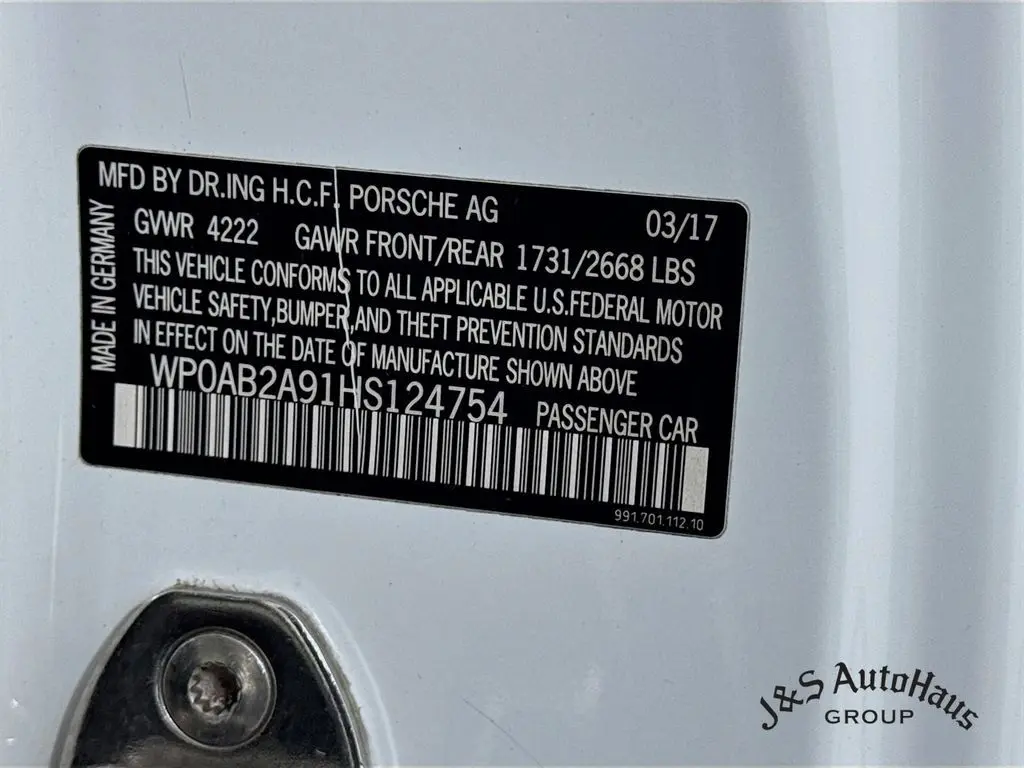 MFD BY DR.ING H.C.F. PORSCHE AG 03/17
GVWR 4222 GAWR FRONT/REAR 1731/2668 LBS
THIS VEHICLE CONFORMS TO ALL APPLICABLE U.S.FEDERAL MOTOR
VEHICLE SAFETY,BUMPER,AND THEFT PREVENTION STANDARDS
IN EFFECT ON THE DATE OF MANUFACTURE SHOWN ABOVE
WP0AB2A91HS124754 PASSENGER CAR
991.701.112.10
MADE IN GERMANY
J&S AutoHaus
GROUP